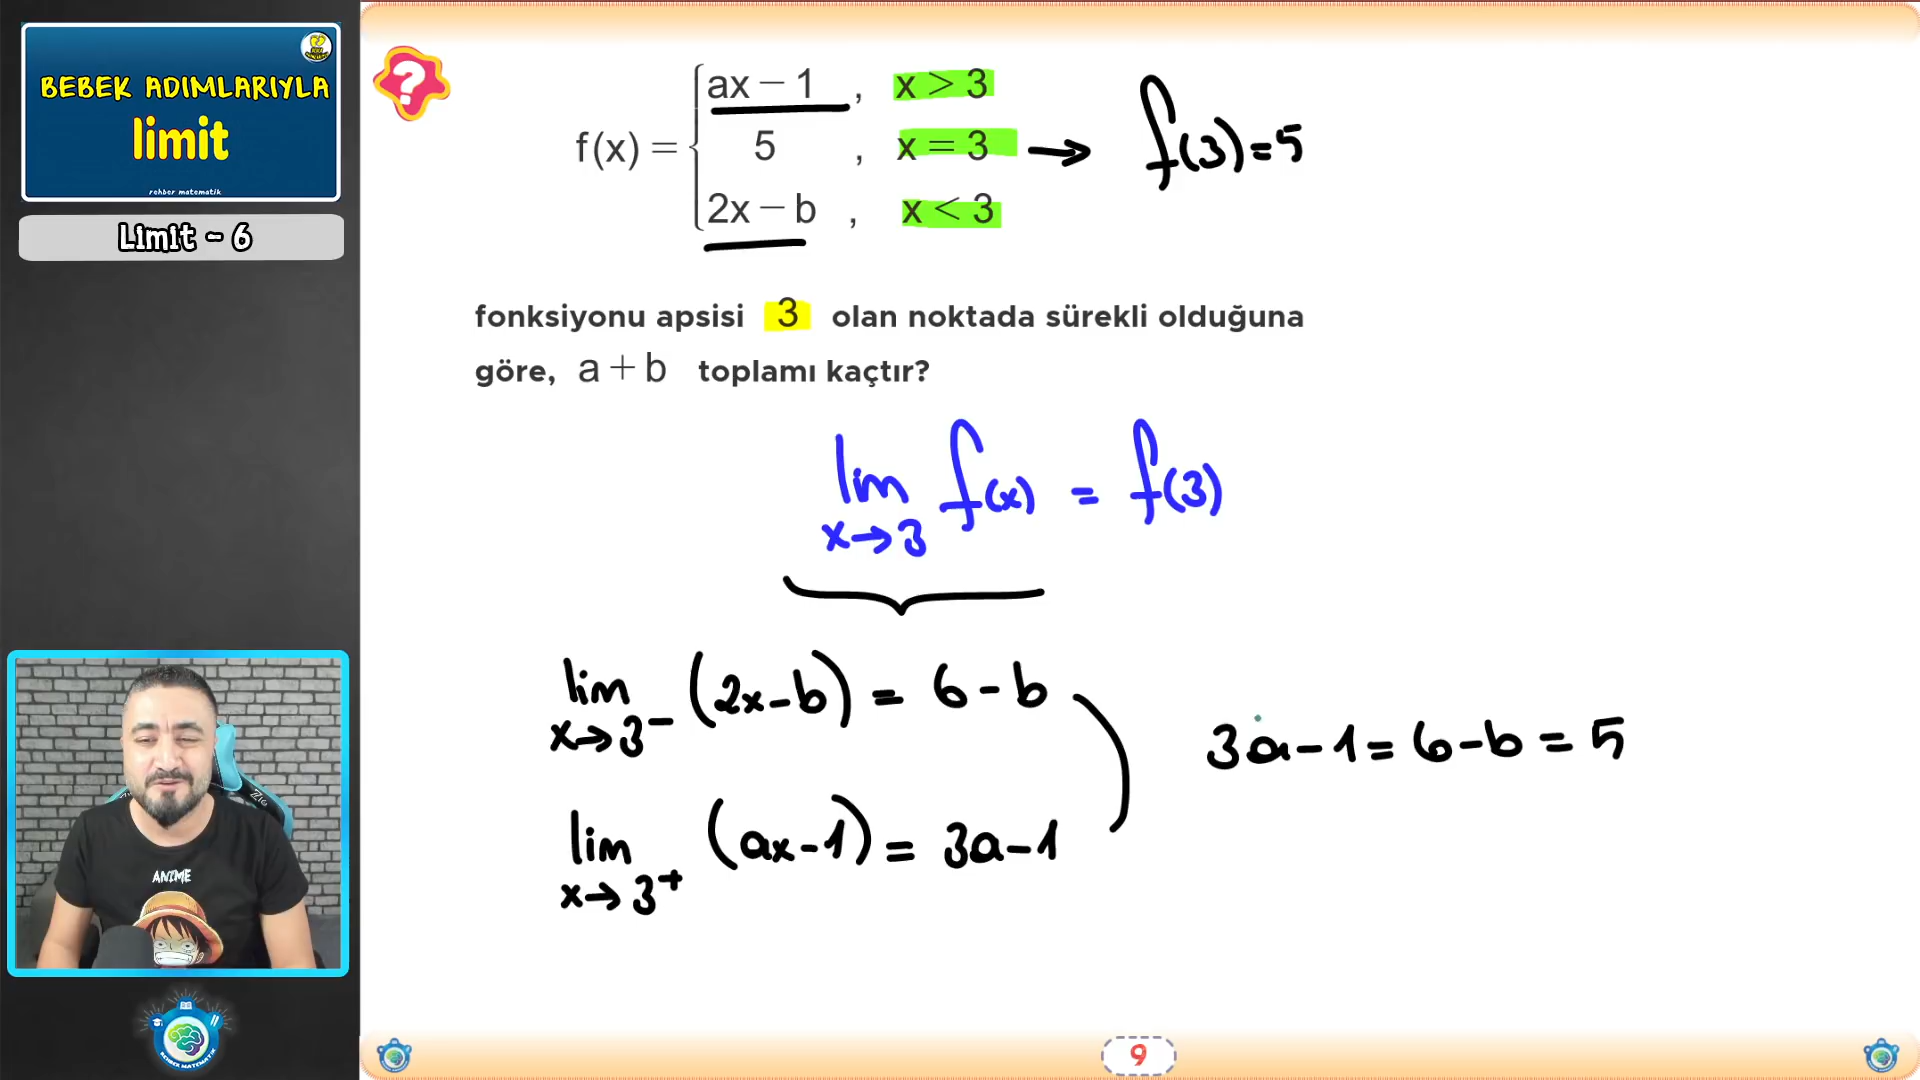 BEBEK ADIMLARIYLA
limit
rehber matematik
Limit - 6
f(x) = { ax − 1 , x > 3
5 , x = 3 → f(3) = 5
2x − b , x < 3
fonksiyonu apsisi 3 olan noktada sürekli olduğuna
göre, a + b toplamı kaçtır?
lim x→3 f(x) = f(3)
lim x→3⁻ (2x−b) = 6−b
3a−1 = 6−b = 5
lim x→3⁺ (ax−1) = 3a−1
ANIME
REHBER MATEMATİK
9